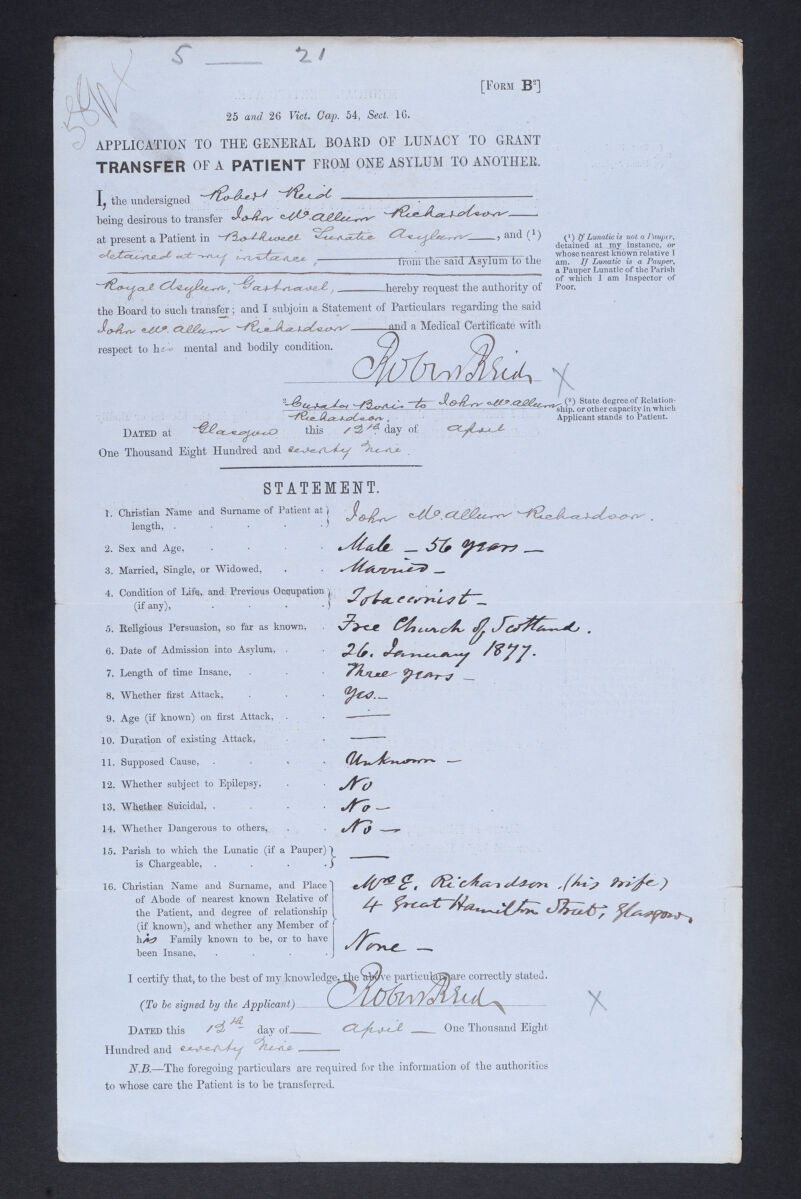 5 — 21
[FORM B²]
25 and 26 Vict. Cap. 54, Sect. 16.
APPLICATION TO THE GENERAL BOARD OF LUNACY TO GRANT
TRANSFER OF A PATIENT FROM ONE ASYLUM TO ANOTHER.
I, the undersigned Robert Reid
being desirous to transfer John McAllum Richardson
at present a Patient in Bothwell Lunatic Asylum, and (¹)
detained at my instance, from the said Asylum to the
Royal Asylum, Gartnavel, hereby request the authority of
the Board to such transfer; and I subjoin a Statement of Particulars regarding the said
John McAllum Richardson and a Medical Certificate with
respect to his mental and bodily condition.
(¹) If Lunatic is not a Pauper,
detained at my instance, or
whose nearest known relative I
am. If Lunatic is a Pauper,
a Pauper Lunatic of the Parish
of which I am Inspector of
Poor.
Robert Reid X
² Curator Bonis to John McAllum
Richardson.
(²) State degree of Relation-
ship, or other capacity in which
Applicant stands to Patient.
DATED at Glasgow this 12th day of April
One Thousand Eight Hundred and seventy nine.
STATEMENT.
1. Christian Name and Surname of Patient at length, . John McAllum Richardson.
2. Sex and Age, Male — 56 years —
3. Married, Single, or Widowed, Married —
4. Condition of Life, and Previous Occupation (if any), Tobacconist —
5. Religious Persuasion, so far as known, Free Church of Scotland.
6. Date of Admission into Asylum, 26. January 1877.
7. Length of time Insane, Three years —
8. Whether first Attack, Yes —
9. Age (if known) on first Attack, —
10. Duration of existing Attack, —
11. Supposed Cause, Unknown —
12. Whether subject to Epilepsy, No
13. Whether Suicidal, No —
14. Whether Dangerous to others, No —
15. Parish to which the Lunatic (if a Pauper)
is Chargeable, —
16. Christian Name and Surname, and Place
of Abode of nearest known Relative of
the Patient, and degree of relationship
(if known), and whether any Member of
his Family known to be, or to have
been Insane,
Mrs E. Richardson (his wife)
4 Great Hamilton Street, Glasgow.
None —
I certify that, to the best of my knowledge, the above particulars are correctly stated.
(To be signed by the Applicant) Robert Reid X
DATED this 12th day of April One Thousand Eight
Hundred and seventy nine
N.B.—The foregoing particulars are required for the information of the authorities
to whose care the Patient is to be transferred.